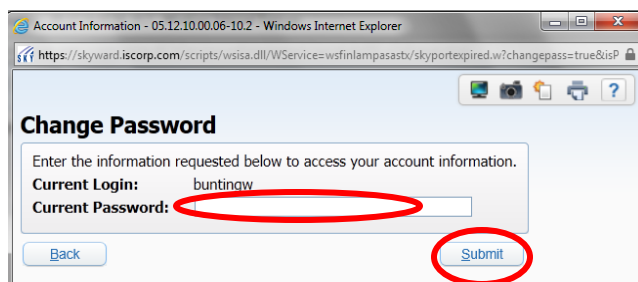 Account Information - 05.12.10.00.06-10.2 - Windows Internet Explorer
SKY https://skyward.iscorp.com/scripts/wsisa.dll/WService=wsfinlampasastx/skyportexpired.w?changepass=true&isP
?
Change Password
Enter the information requested below to access your account information.
Current Login: buntingw
Current Password:
Back Submit